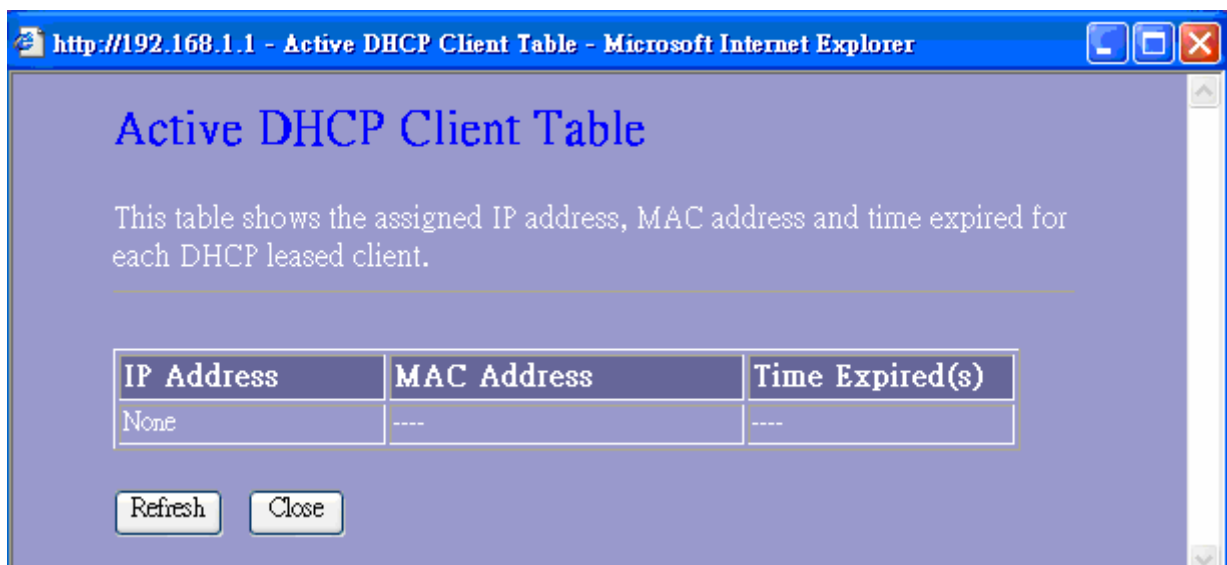 http://192.168.1.1 - Active DHCP Client Table - Microsoft Internet Explorer
Active DHCP Client Table
This table shows the assigned IP address, MAC address and time expired for
each DHCP leased client.
IP Address MAC Address Time Expired(s)
None ---- ----
Refresh Close